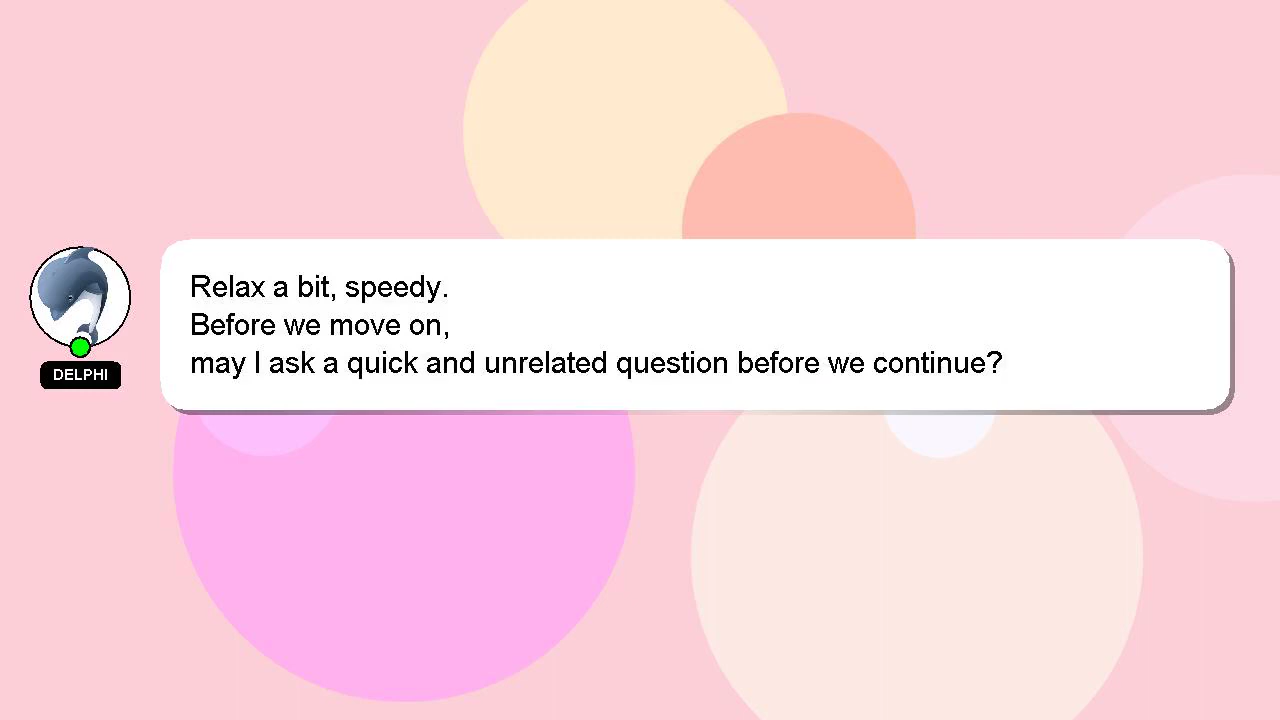 Relax a bit, speedy.
Before we move on,
may I ask a quick and unrelated question before we continue?
DELPHI